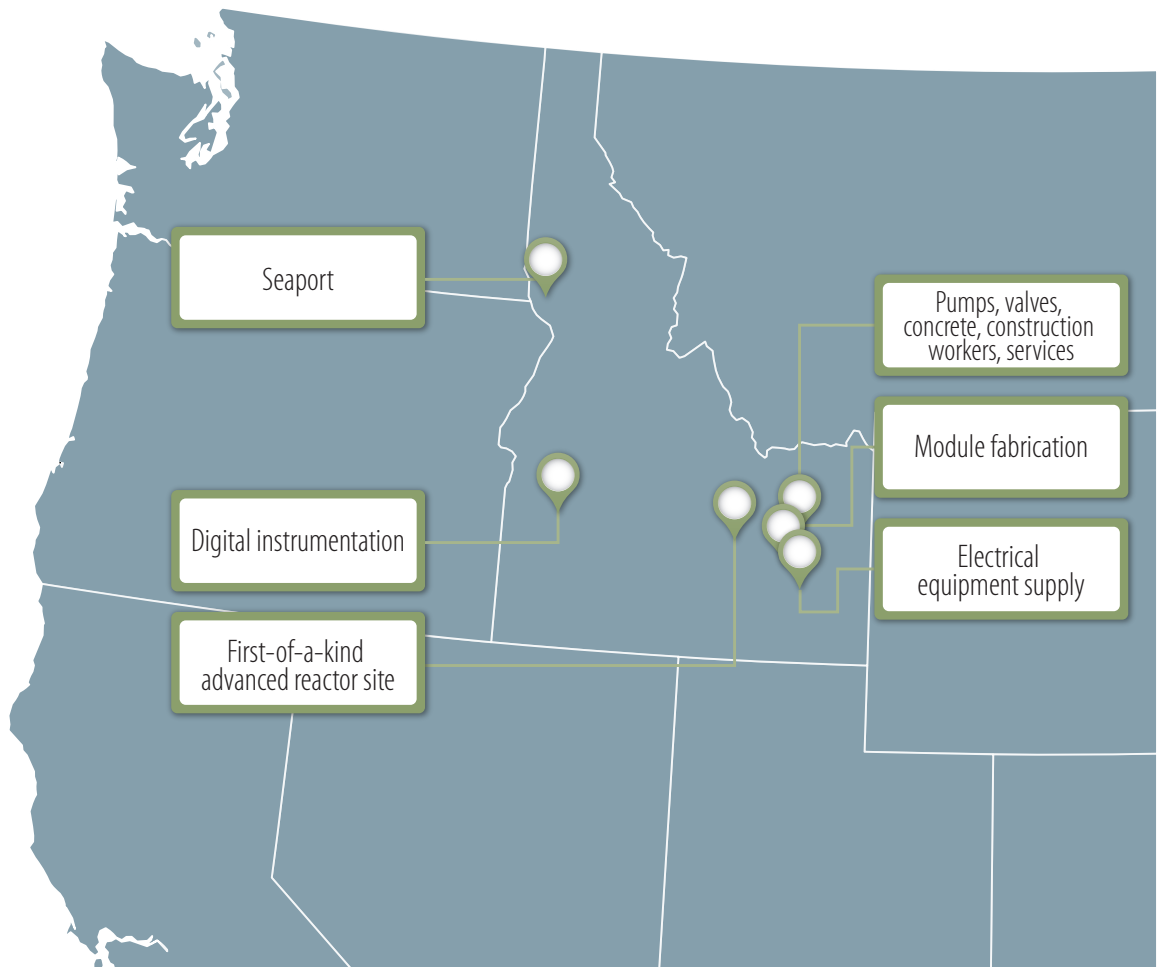 Seaport
Pumps, valves,
concrete, construction
workers, services
Module fabrication
Digital instrumentation
Electrical
equipment supply
First-of-a-kind
advanced reactor site